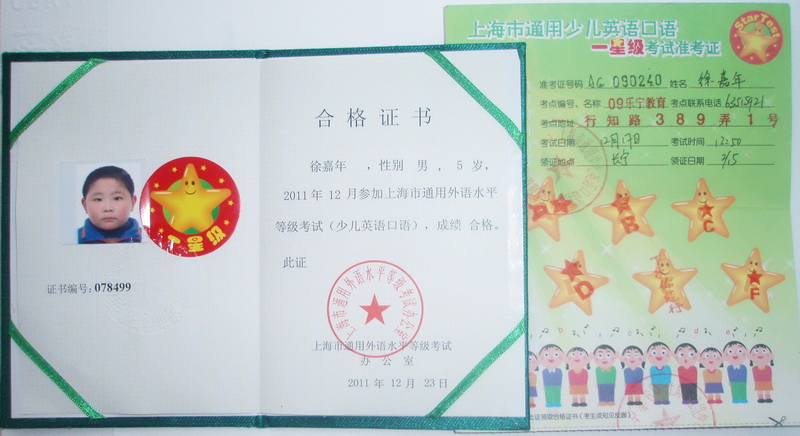 一星级
证书编号:078499
合格证书
徐嘉年 ,性别 男 , 5 岁,
2011 年 12 月参加上海市通用外语水平
等级考试(少儿英语口语),成绩 合格。
此证
上海市通用外语水平等级考试办公室
上海市通用外语水平等级考试
办 公 室
2011 年 12 月 23 日
上海市通用少儿英语口语
一星级考试准考证
StarTest
准考证号码 AG 090240 姓名 徐嘉年
考点编号、名称 09乐宁教育 考点联系电话
考点地址 行知路389弄1号
考试日期 12月17日 考试时间 12:50
领证地点 长宁 领证日期 3/15
B
C
D
F